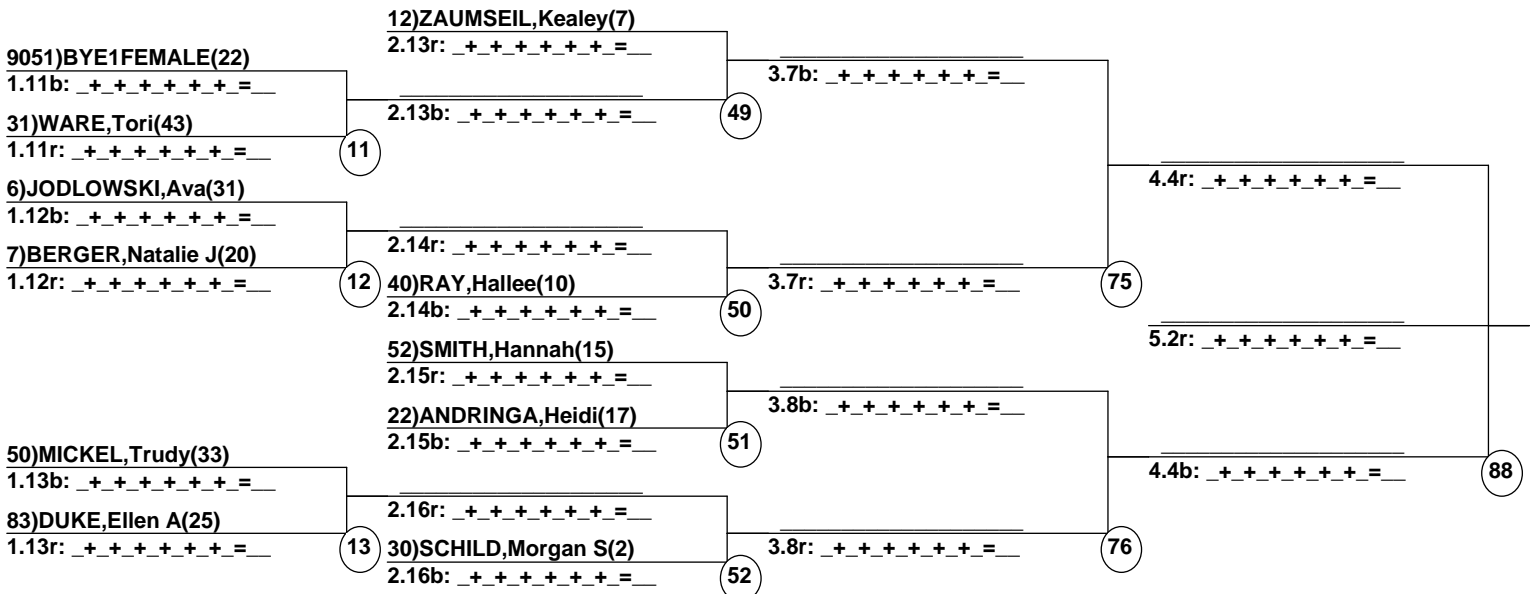 12)ZAUMSEIL,Kealey(7)
2.13r: _+_+_+_+_+_=__
9051)BYE1FEMALE(22)
1.11b: _+_+_+_+_+_=__
3.7b: _+_+_+_+_+_=__
2.13b: _+_+_+_+_+_=__
49
31)WARE,Tori(43)
1.11r: _+_+_+_+_+_=__
11
4.4r: _+_+_+_+_+_=__
6)JODLOWSKI,Ava(31)
1.12b: _+_+_+_+_+_=__
2.14r: _+_+_+_+_+_=__
7)BERGER,Natalie J(20)
1.12r: _+_+_+_+_+_=__
12
40)RAY,Hallee(10)
2.14b: _+_+_+_+_+_=__
50
3.7r: _+_+_+_+_+_=__
75
5.2r: _+_+_+_+_+_=__
52)SMITH,Hannah(15)
2.15r: _+_+_+_+_+_=__
3.8b: _+_+_+_+_+_=__
22)ANDRINGA,Heidi(17)
2.15b: _+_+_+_+_+_=__
51
50)MICKEL,Trudy(33)
1.13b: _+_+_+_+_+_=__
4.4b: _+_+_+_+_+_=__
88
2.16r: _+_+_+_+_+_=__
83)DUKE,Ellen A(25)
1.13r: _+_+_+_+_+_=__
13
30)SCHILD,Morgan S(2)
2.16b: _+_+_+_+_+_=__
52
3.8r: _+_+_+_+_+_=__
76